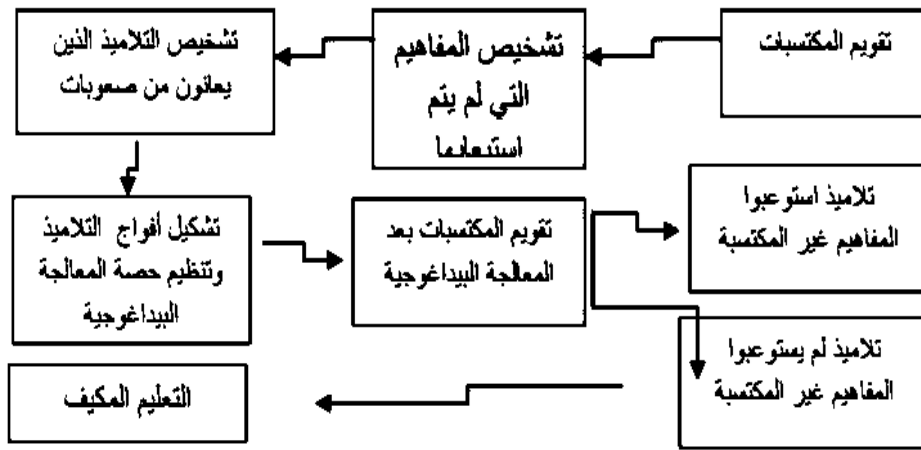 تقويم المكتسبات
تشخيص المفاهيم
التي لم يتم
استيعابها
تشخيص التلاميذ الذين
يعانون من صعوبات
تشكيل أفواج التلاميذ
وتنظيم حصة المعالجة
البيداغوجية
تقويم المكتسبات بعد
المعالجة البيداغوجية
تلاميذ استوعبوا
المفاهيم غير المكتسبة
تلاميذ لم يستوعبوا
المفاهيم غير المكتسبة
التعليم المكيف